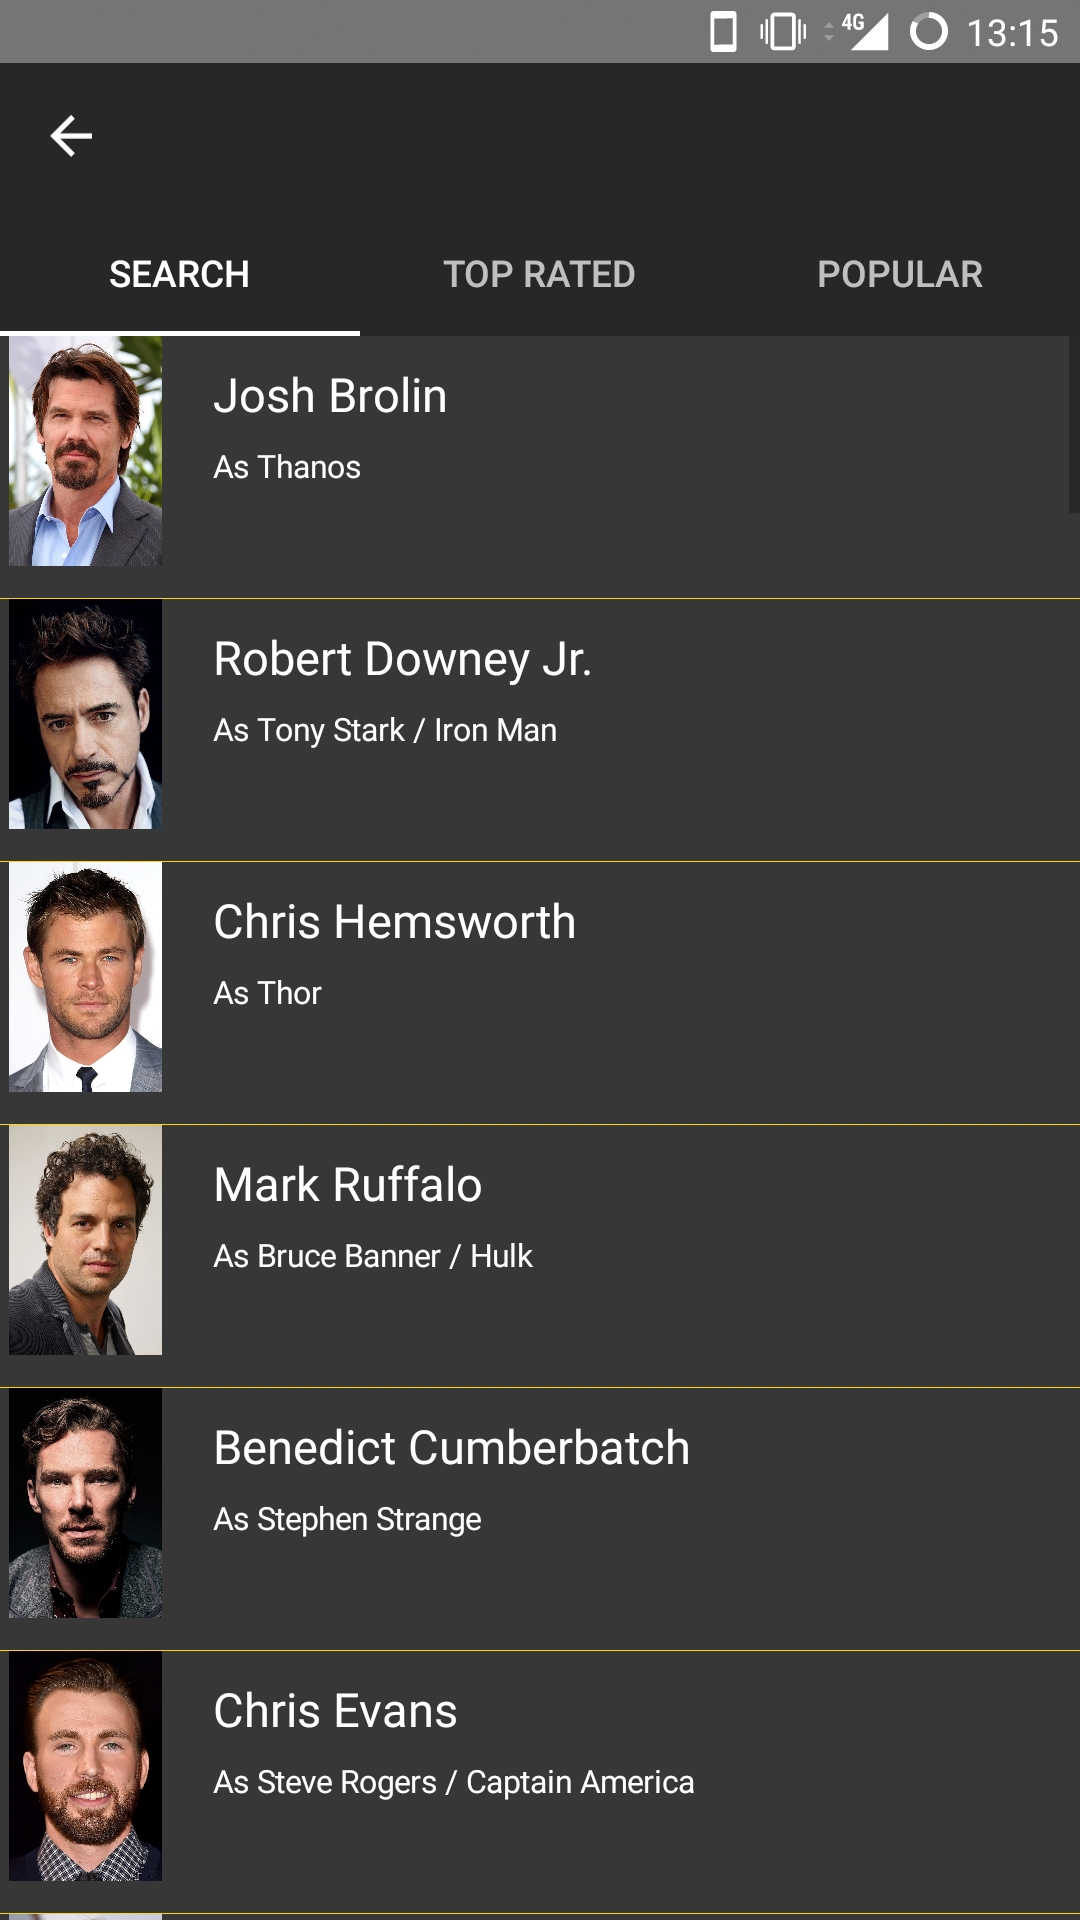 4G 13:15
SEARCH TOP RATED POPULAR
Josh Brolin
As Thanos
Robert Downey Jr.
As Tony Stark / Iron Man
Chris Hemsworth
As Thor
Mark Ruffalo
As Bruce Banner / Hulk
Benedict Cumberbatch
As Stephen Strange
Chris Evans
As Steve Rogers / Captain America